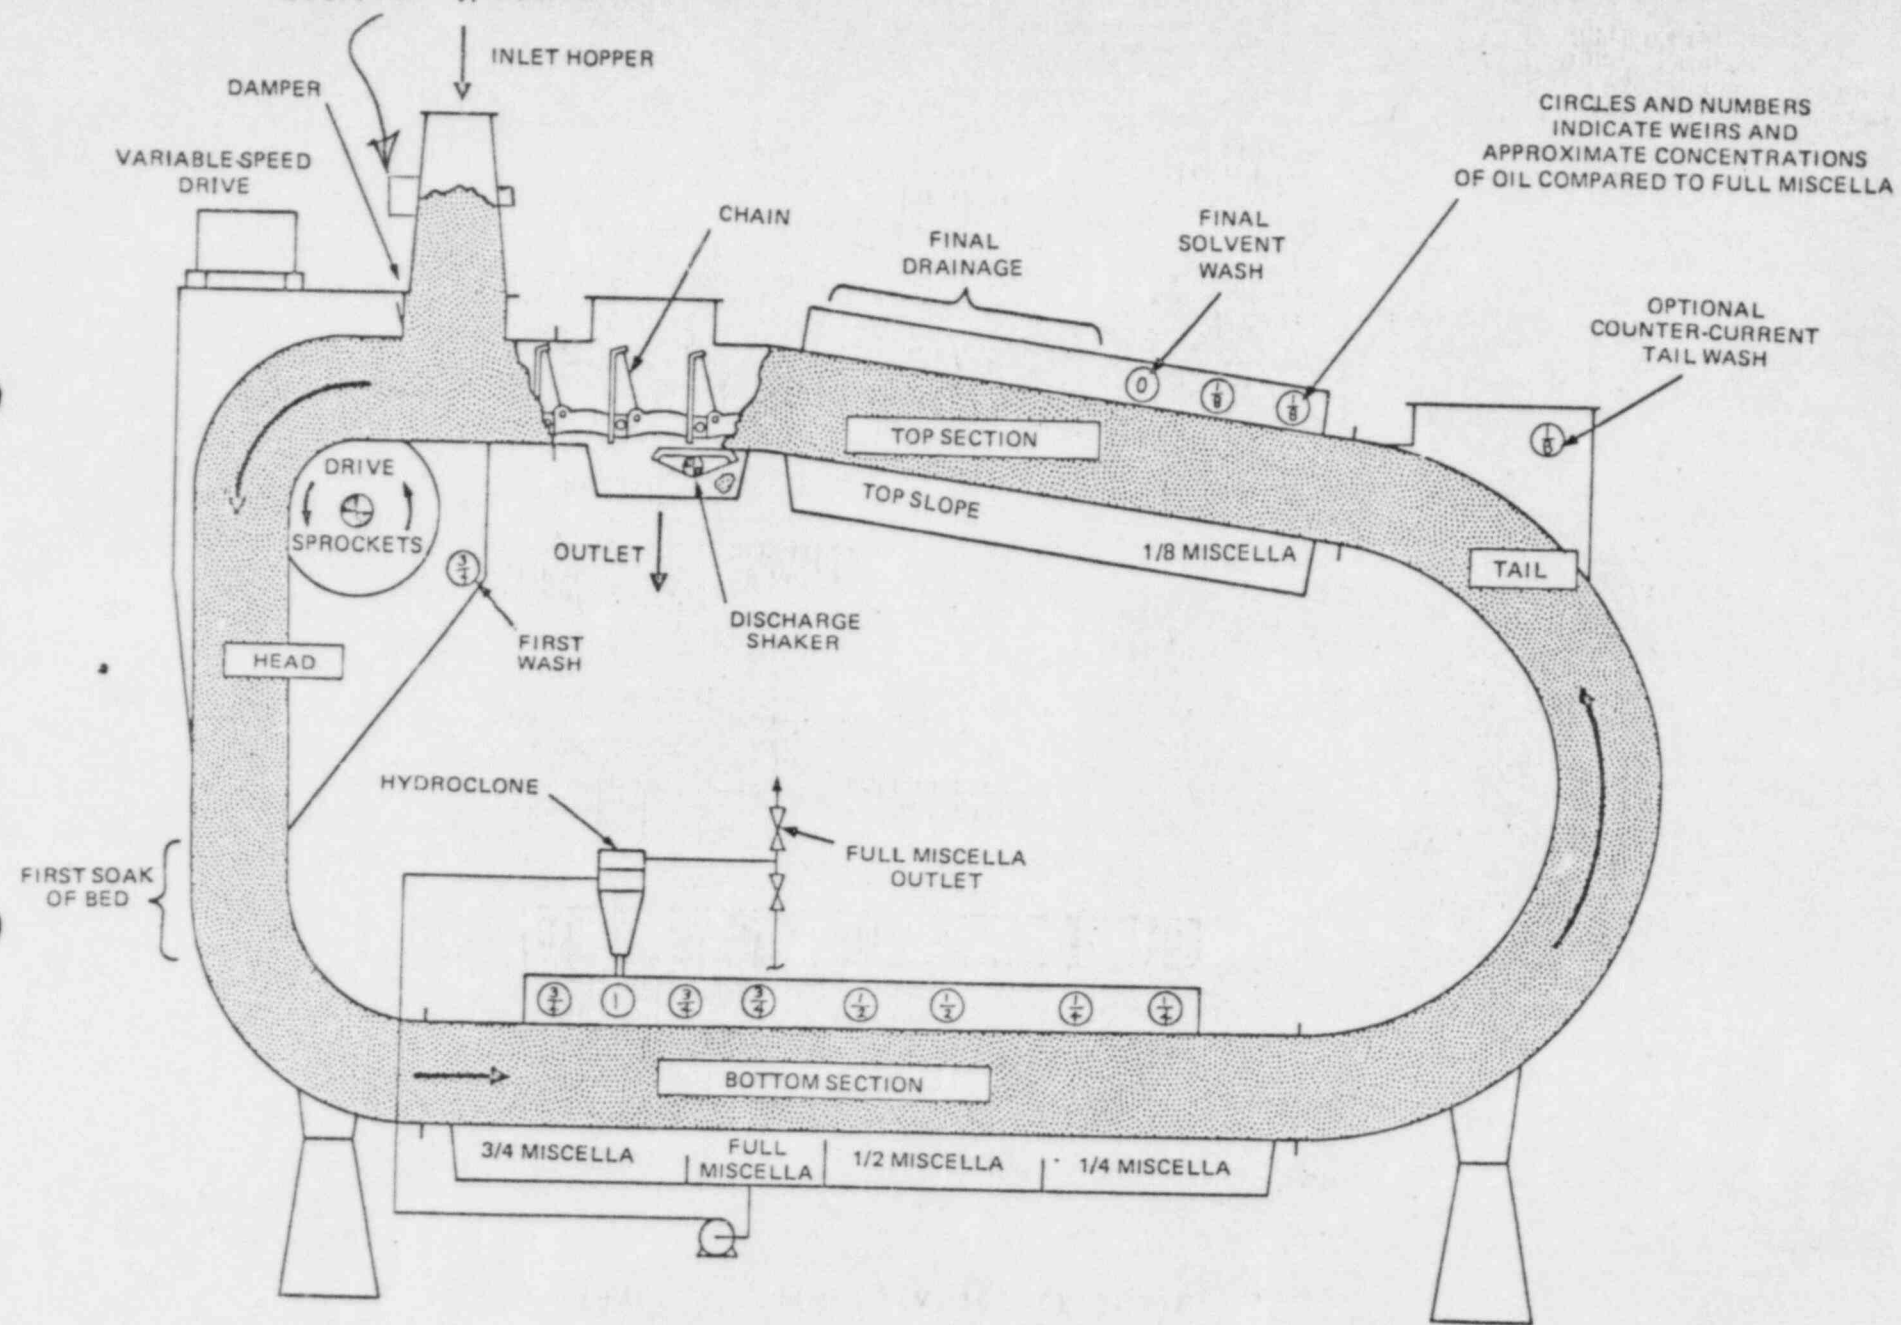 INLET HOPPER
DAMPER
VARIABLE-SPEED
DRIVE
CHAIN
FINAL
DRAINAGE
FINAL
SOLVENT
WASH
CIRCLES AND NUMBERS
INDICATE WEIRS AND
APPROXIMATE CONCENTRATIONS
OF OIL COMPARED TO FULL MISCELLA
OPTIONAL
COUNTER-CURRENT
TAIL WASH
0
1/8
1/8
1/8
TOP SECTION
TOP SLOPE
1/8 MISCELLA
TAIL
DRIVE
SPROCKETS
3/4
OUTLET
DISCHARGE
SHAKER
FIRST
WASH
HEAD
HYDROCLONE
FULL MISCELLA
OUTLET
FIRST SOAK
OF BED
3/4
1
3/4
3/4
1/2
1/2
1/4
1/4
BOTTOM SECTION
3/4 MISCELLA
FULL
MISCELLA
1/2 MISCELLA
1/4 MISCELLA